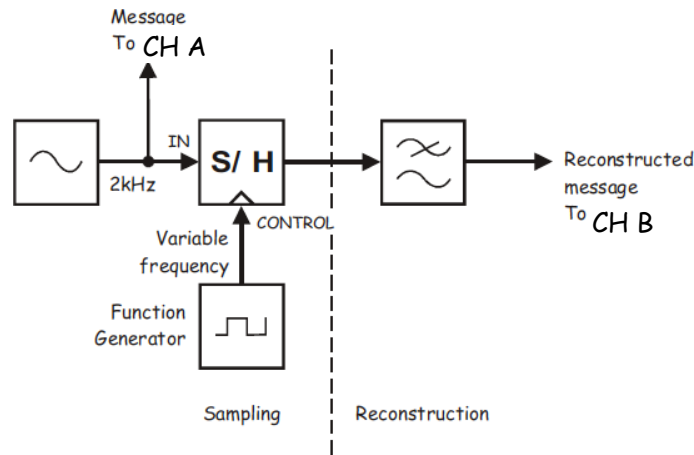 Message
To CH A
IN
S/ H
2kHz
CONTROL
Variable
frequency
Function
Generator
Reconstructed
message
To CH B
Sampling
Reconstruction